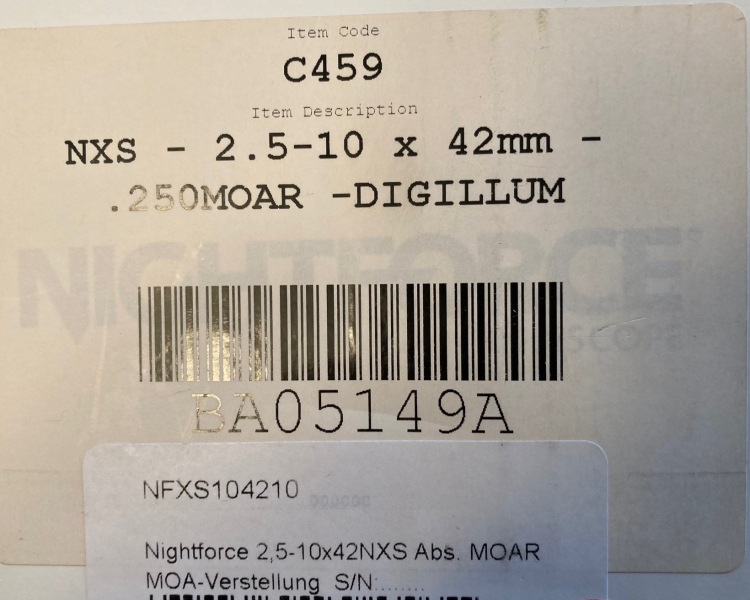 Item Code
C459
Item Description
NXS - 2.5-10 x 42mm -
.250MOAR -DIGILLUM
NIGHTFORCE
BA05149A
NFXS104210
Nightforce 2,5-10x42NXS Abs. MOAR
MOA-Verstellung S/N:........